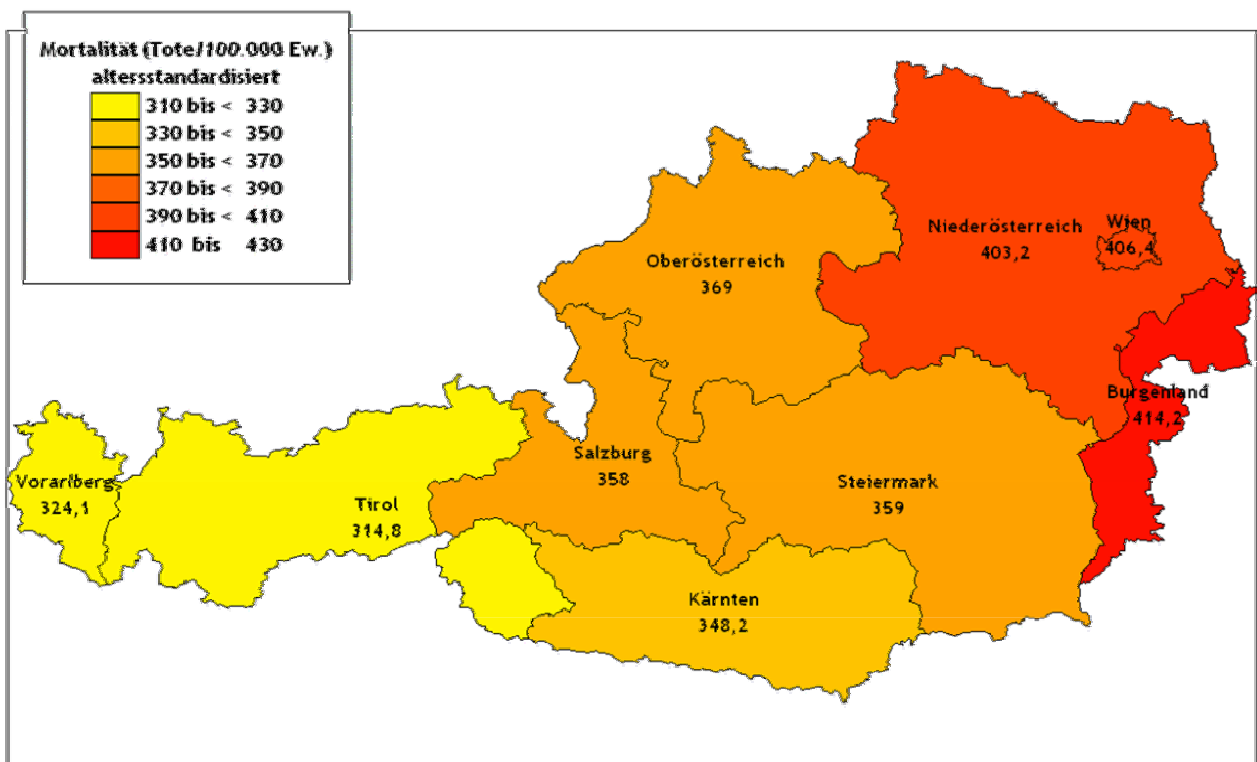 Mortalität (Tote/100.000 Ew.)
altersstandardisiert
310 bis < 330
330 bis < 350
350 bis < 370
370 bis < 390
390 bis < 410
410 bis 430
Niederösterreich
403,2
Wien
406,4
Oberösterreich
369
Burgenland
414,2
Salzburg
358
Steiermark
359
Vorarlberg
324,1
Tirol
314,8
Kärnten
348,2